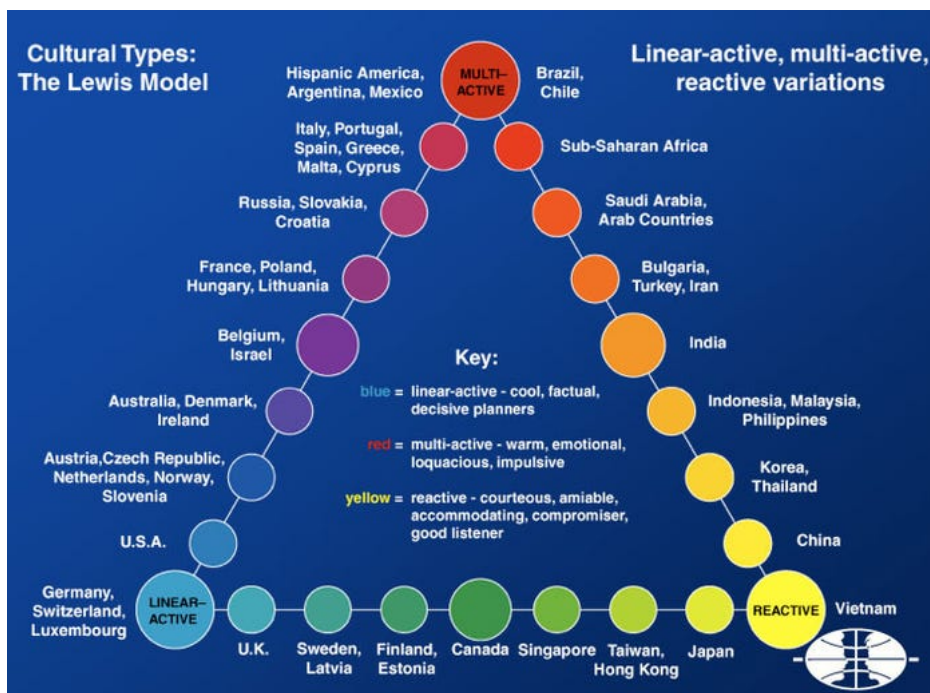 Cultural Types:
The Lewis Model
Linear-active, multi-active,
reactive variations
Hispanic America,
Argentina, Mexico
MULTI–
ACTIVE
Brazil,
Chile
Italy, Portugal,
Spain, Greece,
Malta, Cyprus
Sub-Saharan Africa
Russia, Slovakia,
Croatia
Saudi Arabia,
Arab Countries
France, Poland,
Hungary, Lithuania
Bulgaria,
Turkey, Iran
Belgium,
Israel
India
Key:
blue = linear-active - cool, factual,
decisive planners
red = multi-active - warm, emotional,
loquacious, impulsive
yellow = reactive - courteous, amiable,
accommodating, compromiser,
good listener
Australia, Denmark,
Ireland
Indonesia, Malaysia,
Philippines
Austria,Czech Republic,
Netherlands, Norway,
Slovenia
Korea,
Thailand
U.S.A.
China
Germany,
Switzerland,
Luxembourg
LINEAR–
ACTIVE
REACTIVE
Vietnam
U.K.
Sweden,
Latvia
Finland,
Estonia
Canada
Singapore
Taiwan,
Hong Kong
Japan